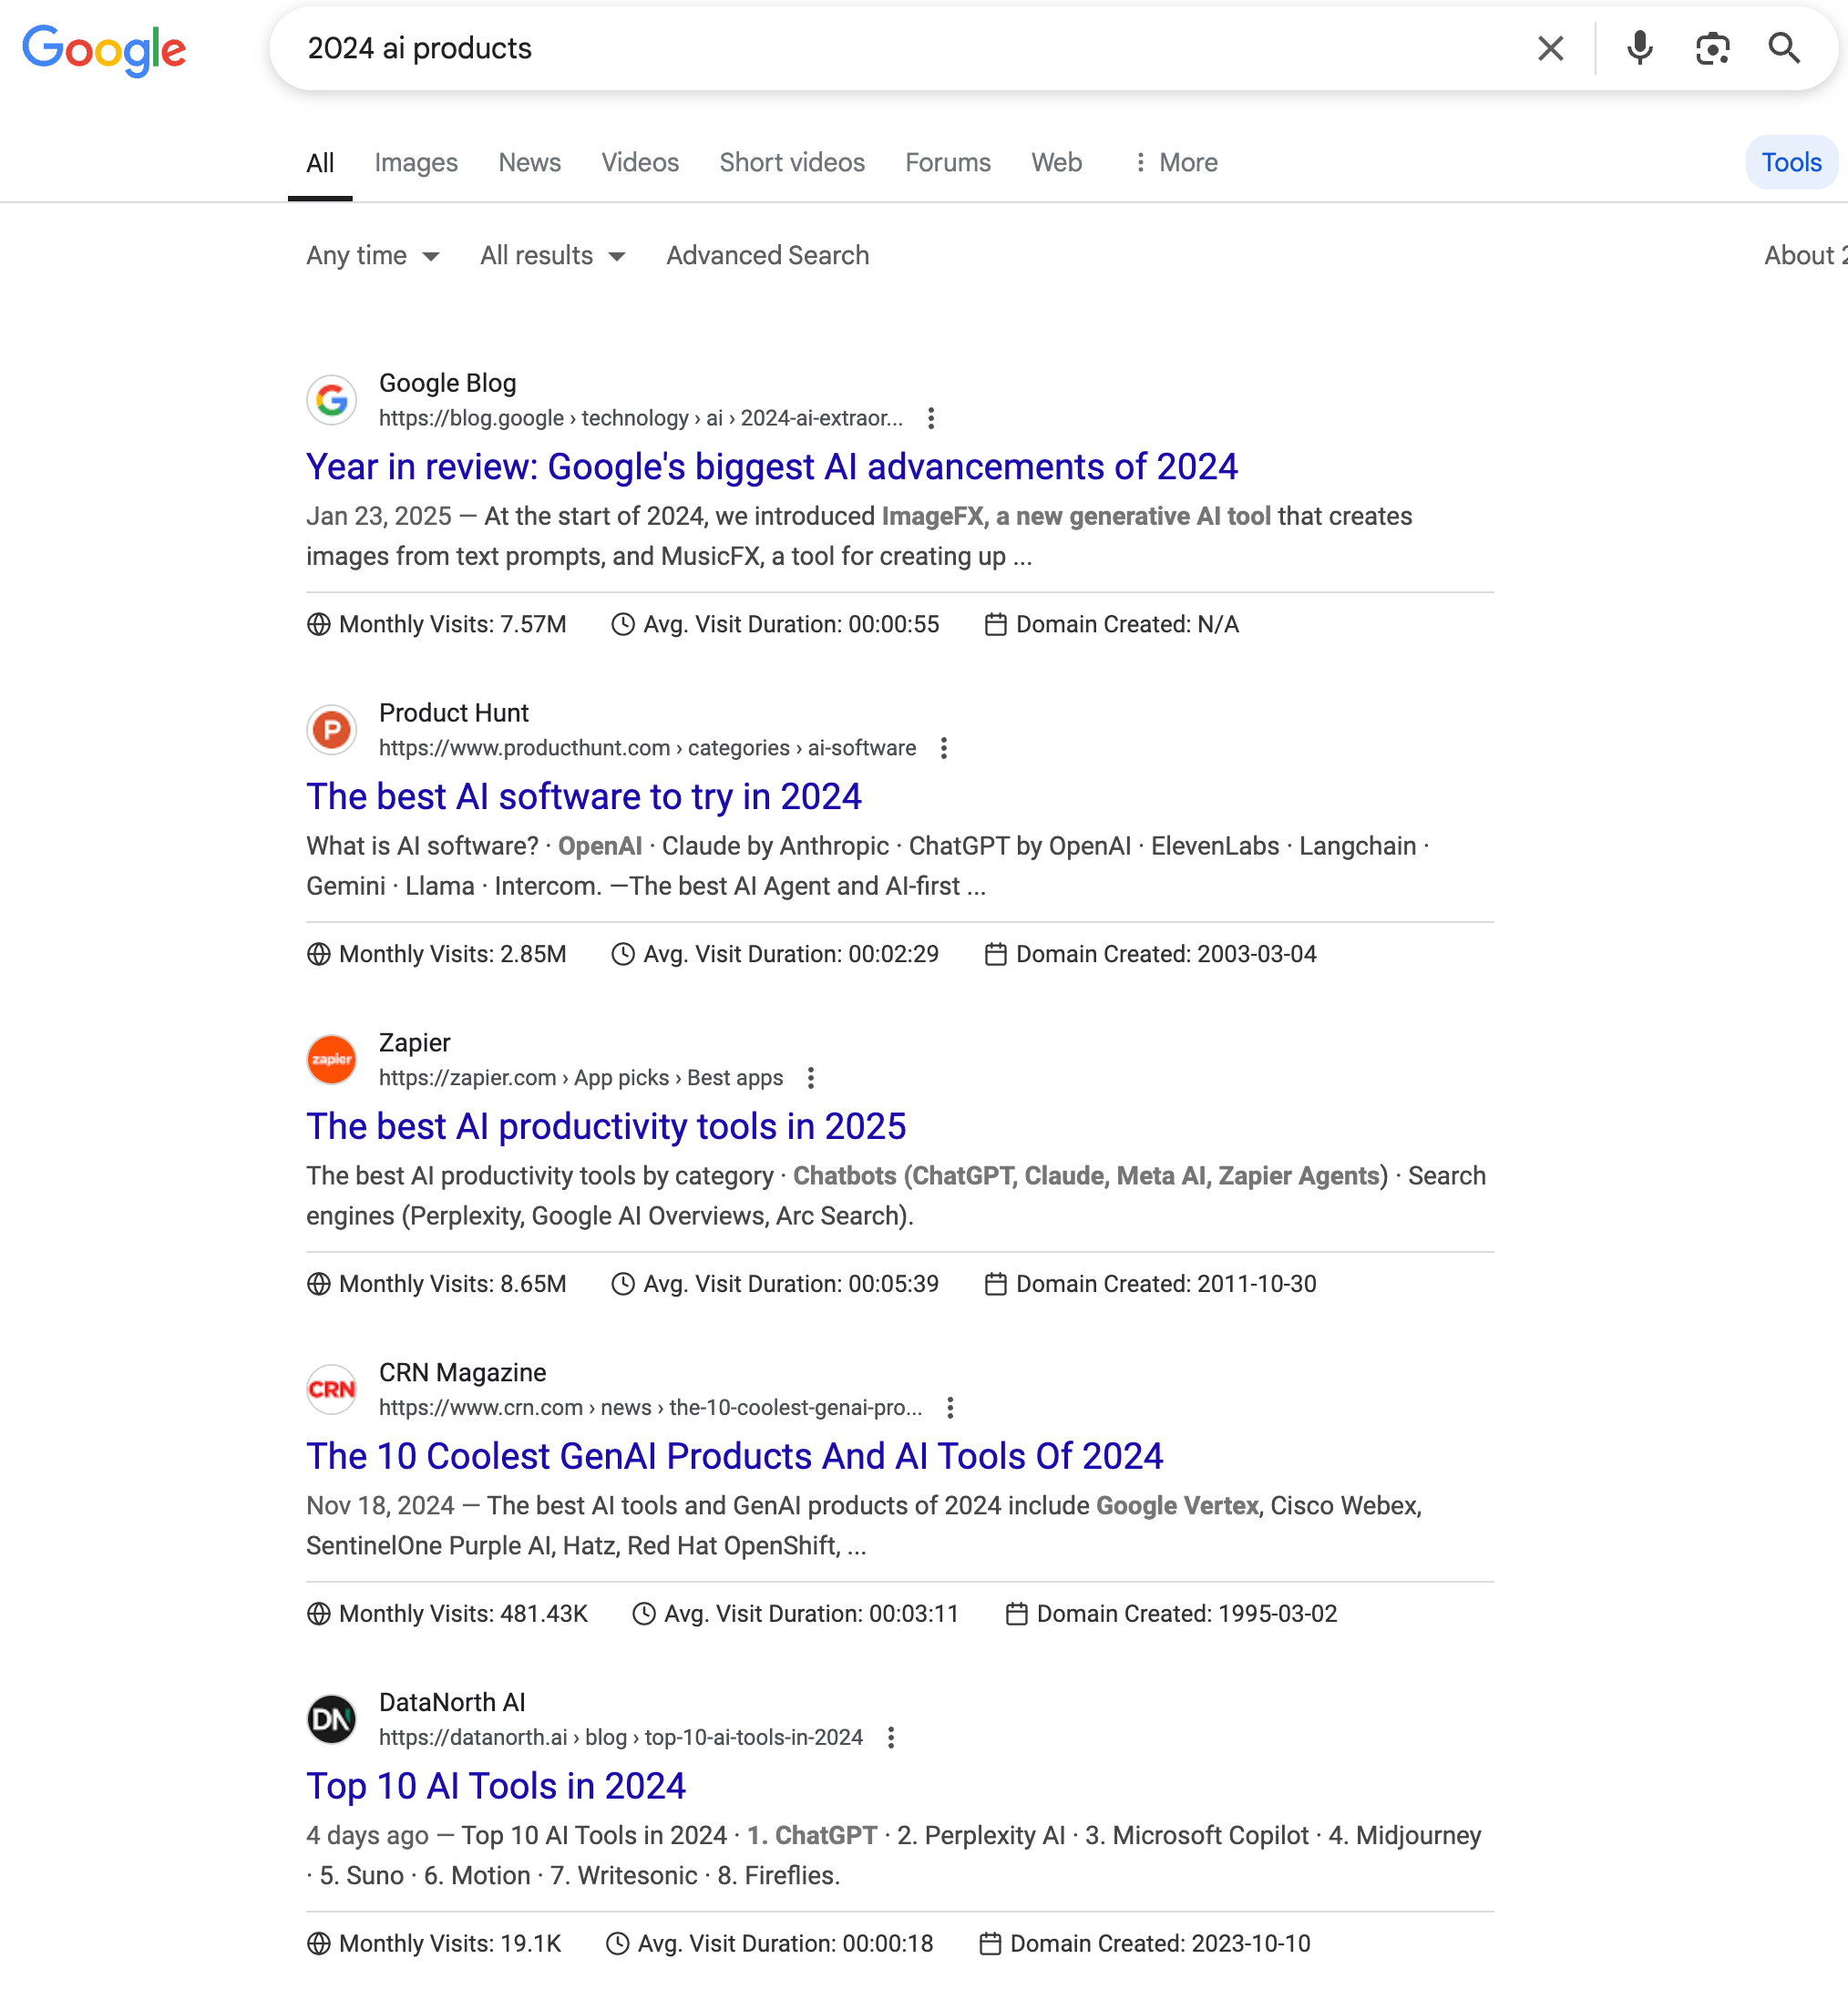 Google
2024 ai products
All Images News Videos Short videos Forums Web More Tools
Any time All results Advanced Search About
Google Blog
https://blog.google › technology › ai › 2024-ai-extraor...
Year in review: Google's biggest AI advancements of 2024
Jan 23, 2025 — At the start of 2024, we introduced ImageFX, a new generative AI tool that creates
images from text prompts, and MusicFX, a tool for creating up ...
Monthly Visits: 7.57M Avg. Visit Duration: 00:00:55 Domain Created: N/A
P
Product Hunt
https://www.producthunt.com › categories › ai-software
The best AI software to try in 2024
What is AI software? · OpenAI · Claude by Anthropic · ChatGPT by OpenAI · ElevenLabs · Langchain ·
Gemini · Llama · Intercom. —The best AI Agent and AI-first ...
Monthly Visits: 2.85M Avg. Visit Duration: 00:02:29 Domain Created: 2003-03-04
zapier
Zapier
https://zapier.com › App picks › Best apps
The best AI productivity tools in 2025
The best AI productivity tools by category · Chatbots (ChatGPT, Claude, Meta AI, Zapier Agents) · Search
engines (Perplexity, Google AI Overviews, Arc Search).
Monthly Visits: 8.65M Avg. Visit Duration: 00:05:39 Domain Created: 2011-10-30
CRN
CRN Magazine
https://www.crn.com › news › the-10-coolest-genai-pro...
The 10 Coolest GenAI Products And AI Tools Of 2024
Nov 18, 2024 — The best AI tools and GenAI products of 2024 include Google Vertex, Cisco Webex,
SentinelOne Purple AI, Hatz, Red Hat OpenShift, ...
Monthly Visits: 481.43K Avg. Visit Duration: 00:03:11 Domain Created: 1995-03-02
DN
DataNorth AI
https://datanorth.ai › blog › top-10-ai-tools-in-2024
Top 10 AI Tools in 2024
4 days ago — Top 10 AI Tools in 2024 · 1. ChatGPT · 2. Perplexity AI · 3. Microsoft Copilot · 4. Midjourney
· 5. Suno · 6. Motion · 7. Writesonic · 8. Fireflies.
Monthly Visits: 19.1K Avg. Visit Duration: 00:00:18 Domain Created: 2023-10-10